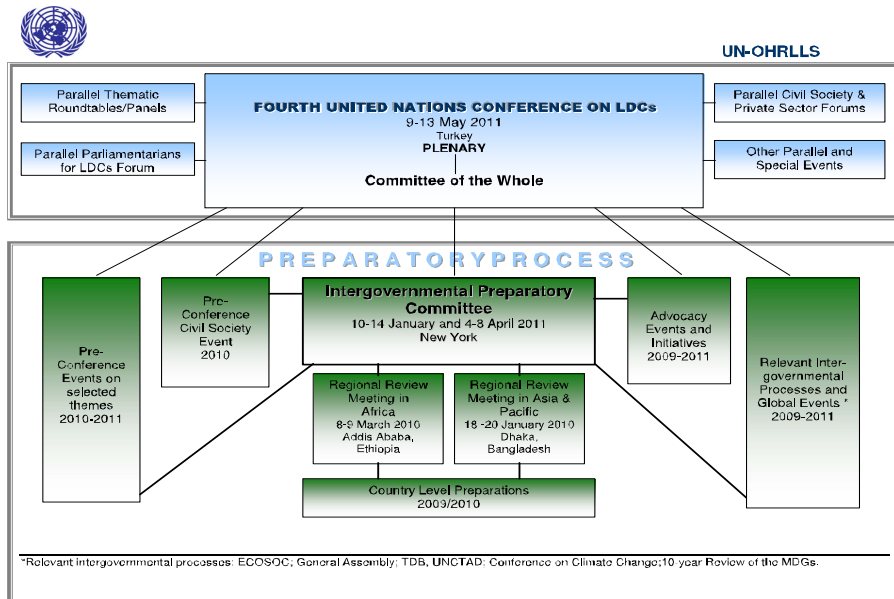 UN-OHRLLS
Parallel Thematic
Roundtables/Panels
Parallel Parliamentarians
for LDCs Forum
FOURTH UNITED NATIONS CONFERENCE ON LDCs
9-13 May 2011
Turkey
PLENARY
Committee of the Whole
Parallel Civil Society &
Private Sector Forums
Other Parallel and
Special Events
PREPARATORYPROCESS
Pre-
Conference
Events on
selected
themes
2010-2011
Pre-
Conference
Civil Society
Event
2010
Intergovernmental Preparatory
Committee
10-14 January and 4-8 April 2011
New York
Advocacy
Events and
Initiatives
2009-2011
Relevant Inter-
governmental
Processes and
Global Events *
2009-2011
Regional Review
Meeting in
Africa
8-9 March 2010
Addis Ababa,
Ethiopia
Regional Review
Meeting in Asia &
Pacific
18 -20 January 2010
Dhaka,
Bangladesh
Country Level Preparations
2009/2010
*Relevant intergovernmental processes: ECOSOC; General Assembly; TDB, UNCTAD; Conference on Climate Change;10-year Review of the MDGs.